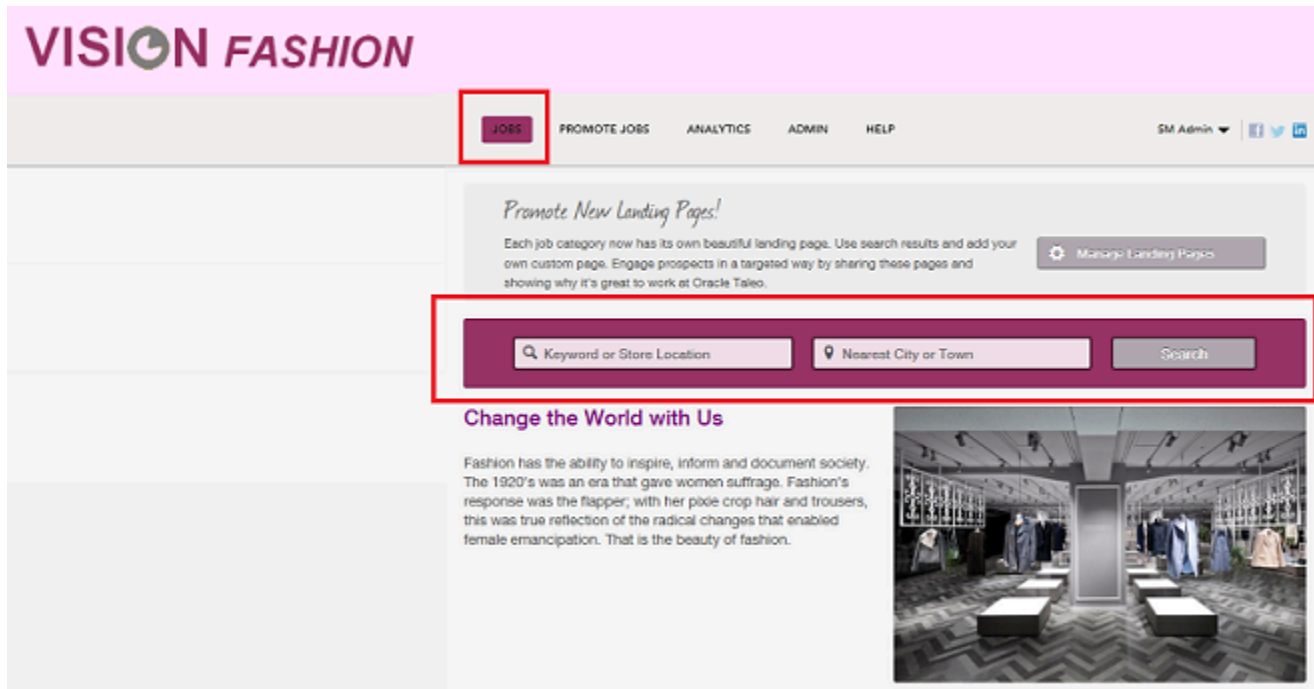 VISION FASHION
JOBS PROMOTE JOBS ANALYTICS ADMIN HELP SM Admin
Promote New Landing Pages!
Each job category now has its own beautiful landing page. Use search results and add your
own custom page. Engage prospects in a targeted way by sharing these pages and
showing why it's great to work at Oracle Taleo.
Manage Landing Pages
Keyword or Store Location Nearest City or Town Search
Change the World with Us
Fashion has the ability to inspire, inform and document society.
The 1920's was an era that gave women suffrage. Fashion's
response was the flapper; with her pixie crop hair and trousers,
this was true reflection of the radical changes that enabled
female emancipation. That is the beauty of fashion.